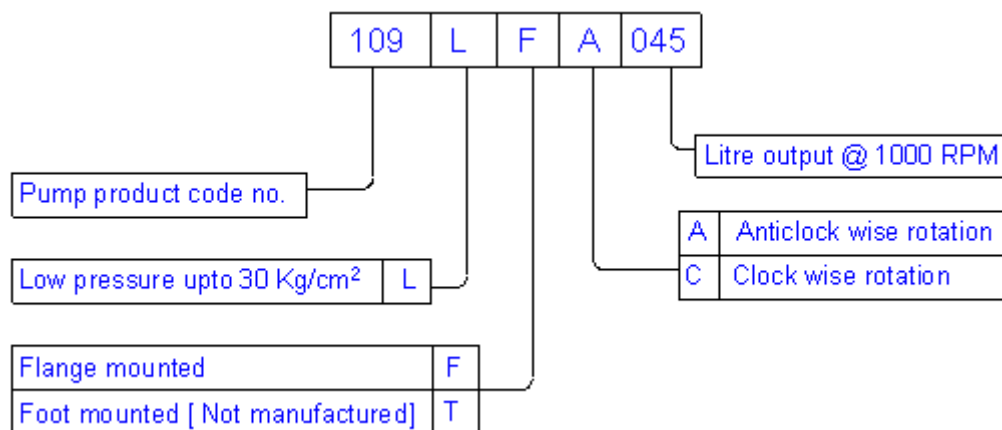 109 L F A 045
Litre output @ 1000 RPM
Pump product code no.
A Anticlock wise rotation
C Clock wise rotation
Low pressure upto 30 Kg/cm² L
Flange mounted F
Foot mounted [ Not manufactured] T